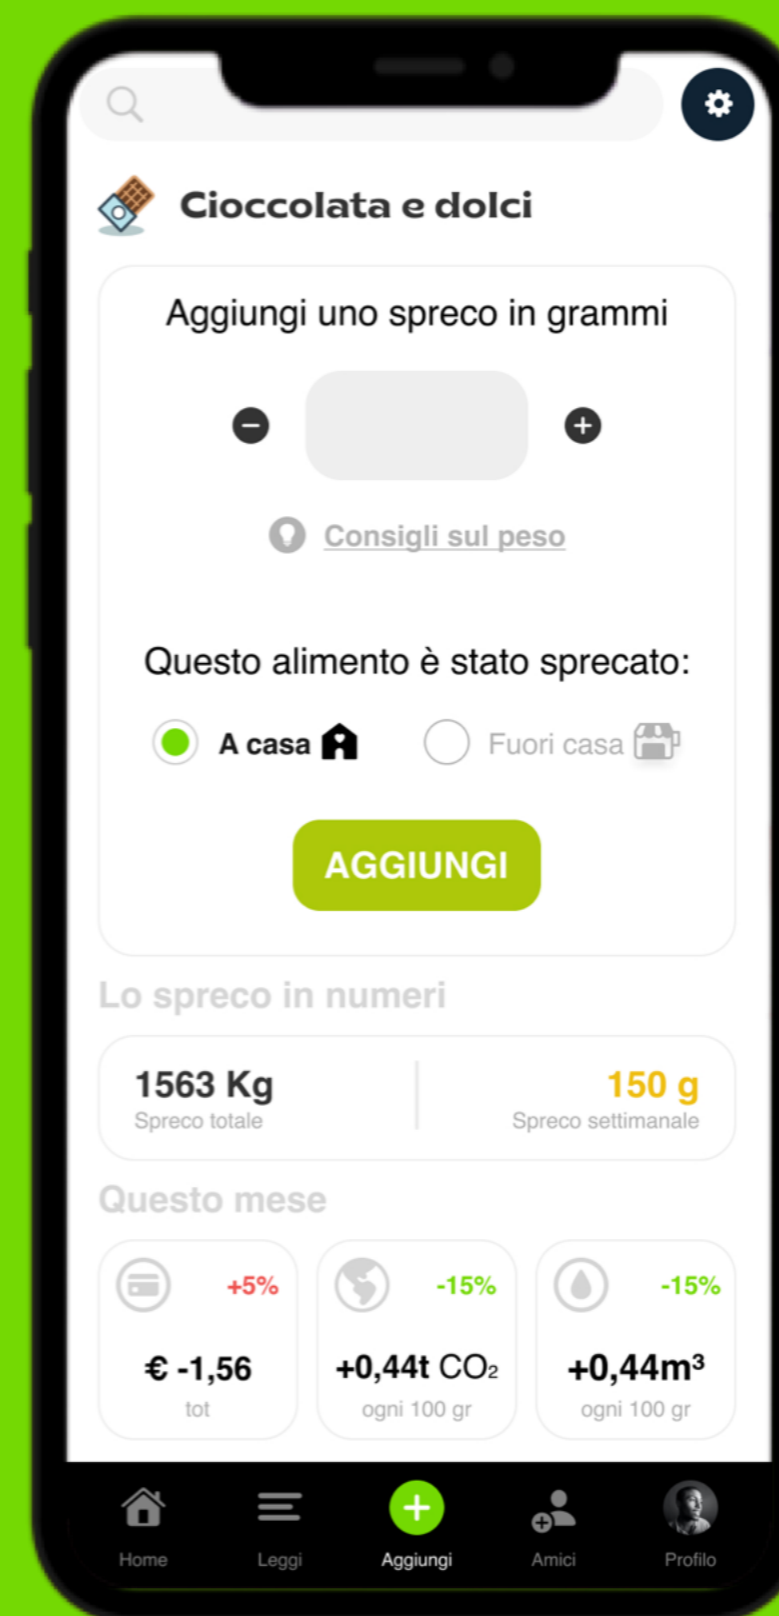 Cioccolata e dolci
Aggiungi uno spreco in grammi
Consigli sul peso
Questo alimento è stato sprecato:
A casa Fuori casa
AGGIUNGI
Lo spreco in numeri
1563 Kg 150 g
Spreco totale Spreco settimanale
Questo mese
+5% -15% -15%
€ -1,56 +0,44t CO₂ +0,44m³
tot ogni 100 gr ogni 100 gr
Home Leggi Aggiungi Amici Profilo